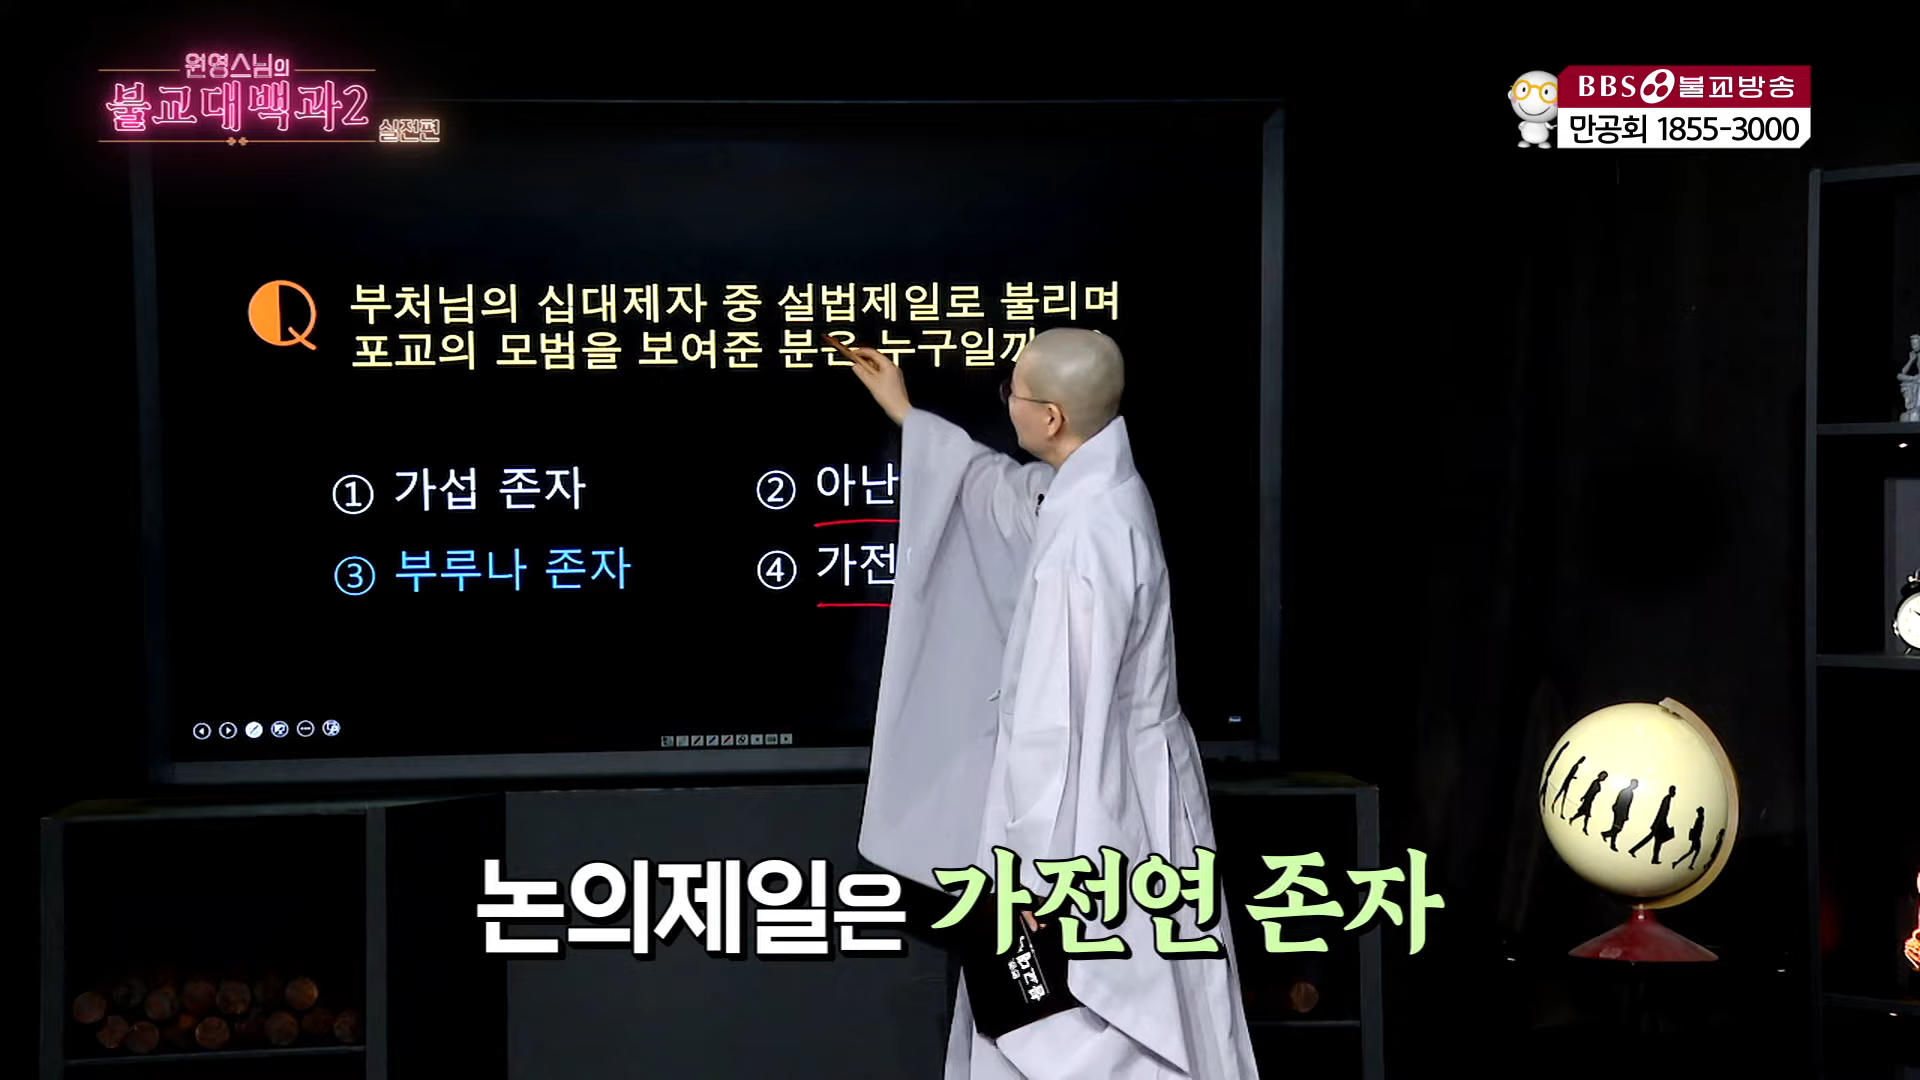 원영스님의
불교대백과2
실전편
BBS 불교방송
만공회 1855-3000
Q 부처님의 십대제자 중 설법제일로 불리며
포교의 모범을 보여준 분은 누구일까
① 가섭 존자
② 아난
③ 부루나 존자
④ 가전
논의제일은 가전연 존자